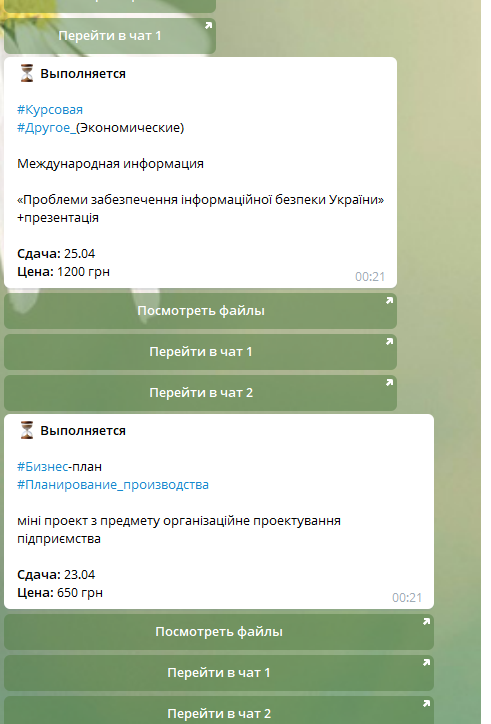 Перейти в чат 1
⏳ Выполняется
#Курсовая
#Другое_(Экономические)
Международная информация
«Проблеми забезпечення інформаційної безпеки України»
+презентація
Сдача: 25.04
Цена: 1200 грн
00:21
Посмотреть файлы
Перейти в чат 1
Перейти в чат 2
⏳ Выполняется
#Бизнес-план
#Планирование_производства
міні проект з предмету організаційне проектування
підприємства
Сдача: 23.04
Цена: 650 грн
00:21
Посмотреть файлы
Перейти в чат 1
Перейти в чат 2